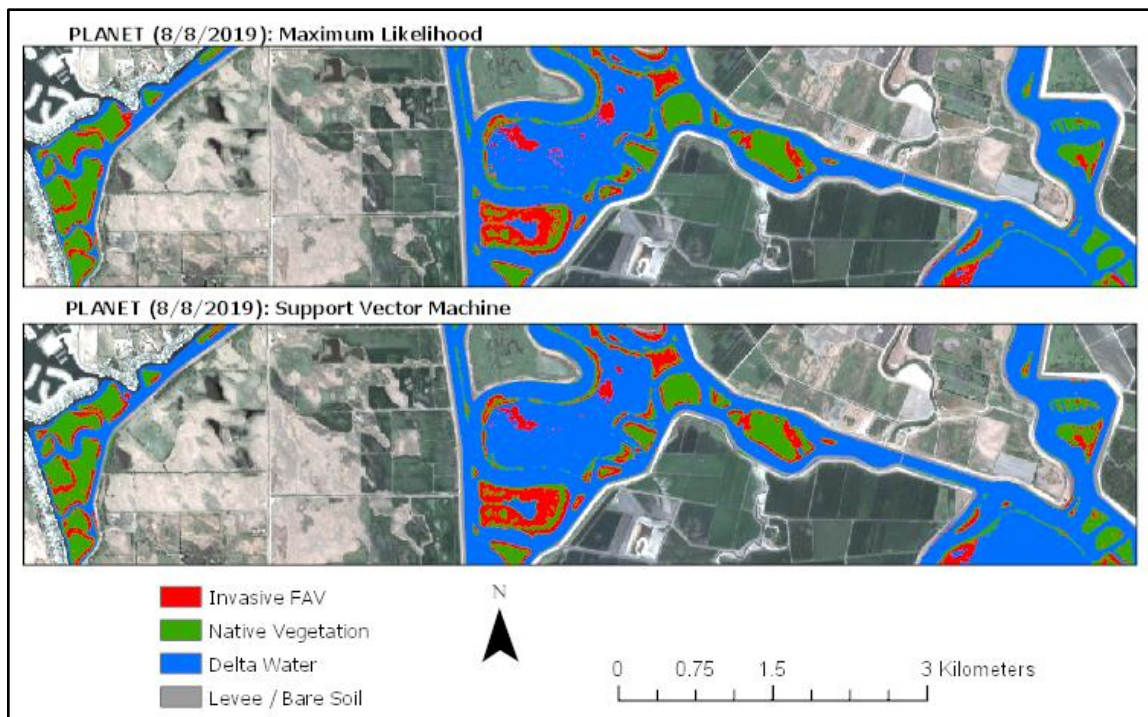 PLANET (8/8/2019): Maximum Likelihood
PLANET (8/8/2019): Support Vector Machine
Invasive FAV
Native Vegetation
Delta Water
Levee / Bare Soil
N
0 0.75 1.5 3 Kilometers